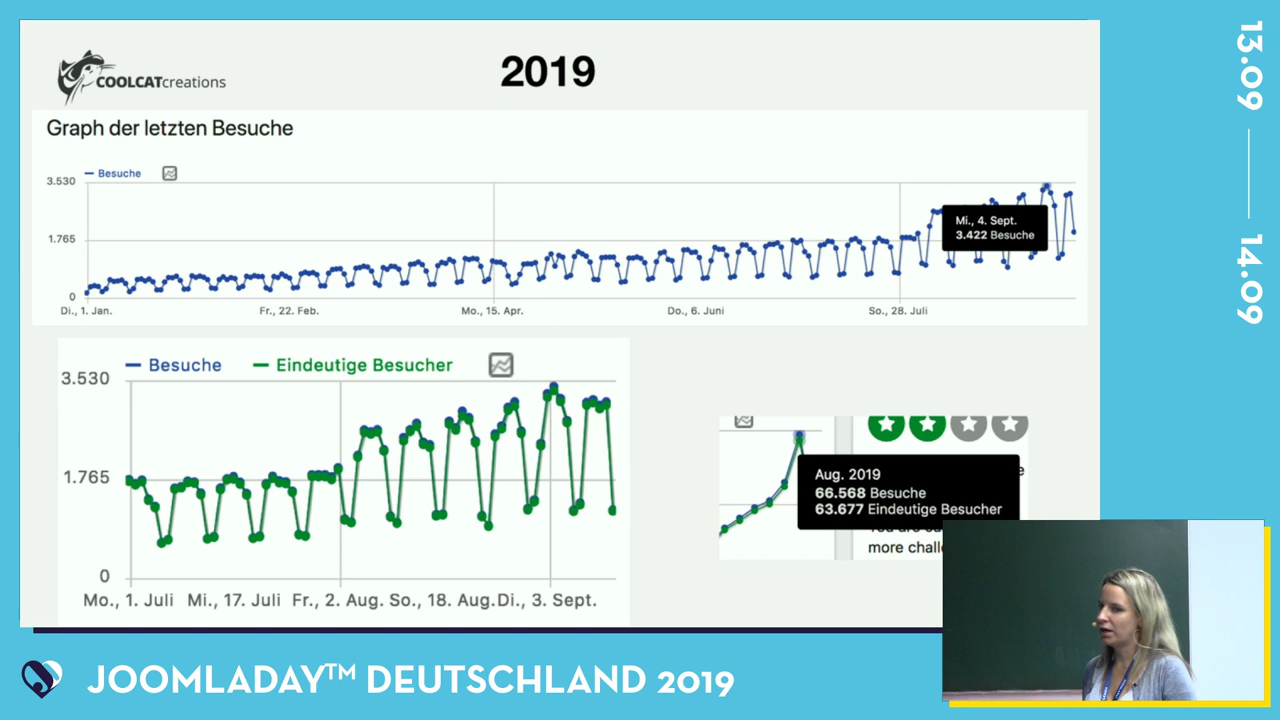 COOLCATcreations
2019
Graph der letzten Besuche
Besuche
3.530
1.765
0
Mi., 4. Sept.
3.422 Besuche
Di., 1. Jan.
Fr., 22. Feb.
Mo., 15. Apr.
Do., 6. Juni
So., 28. Juli
Besuche
Eindeutige Besucher
3.530
1.765
0
Mo., 1. Juli
Mi., 17. Juli
Fr., 2. Aug.
So., 18. Aug.
Di., 3. Sept.
Aug. 2019
66.568 Besuche
63.677 Eindeutige Besucher
more
13.09
14.09
JOOMLADAY™ DEUTSCHLAND 2019